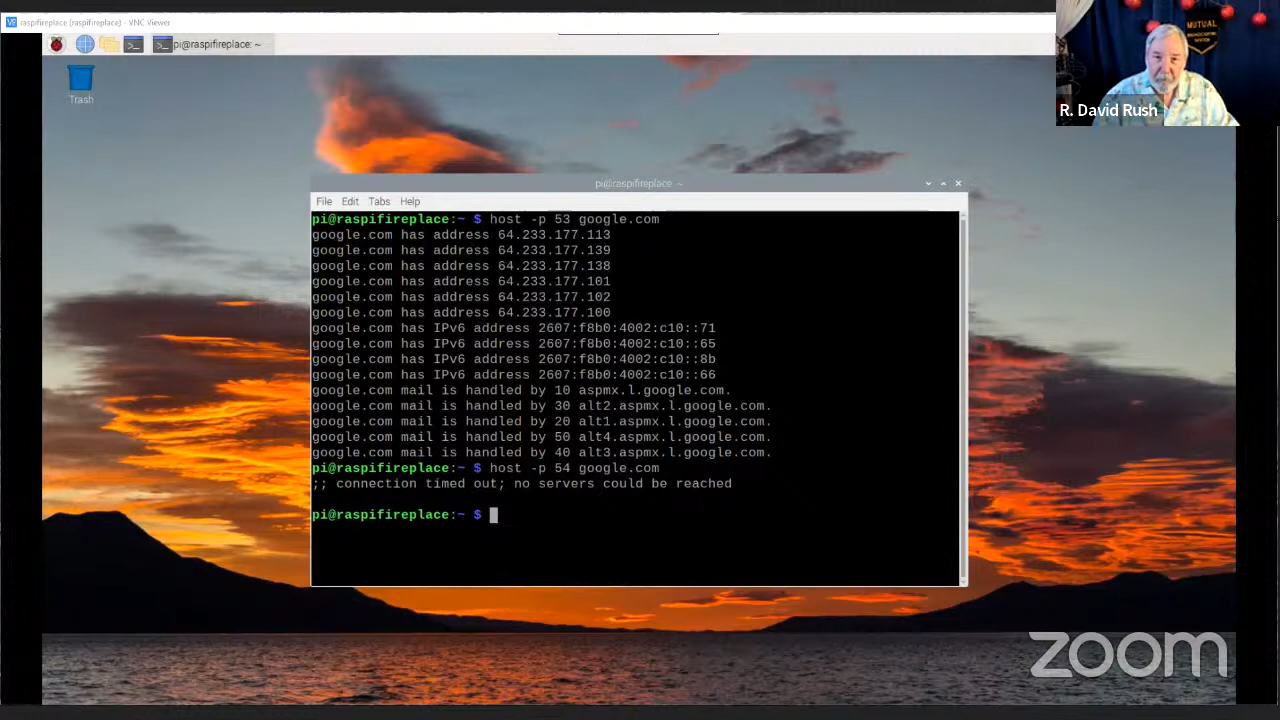 VE raspifireplace (raspifireplace) - VNC Viewer
pi@raspifireplace: ~
Trash
MUTUAL
BROADCASTING
SYSTEM
R. David Rush
pi@raspifireplace: ~
File Edit Tabs Help
pi@raspifireplace:~ $ host -p 53 google.com
google.com has address 64.233.177.113
google.com has address 64.233.177.139
google.com has address 64.233.177.138
google.com has address 64.233.177.101
google.com has address 64.233.177.102
google.com has address 64.233.177.100
google.com has IPv6 address 2607:f8b0:4002:c10::71
google.com has IPv6 address 2607:f8b0:4002:c10::65
google.com has IPv6 address 2607:f8b0:4002:c10::8b
google.com has IPv6 address 2607:f8b0:4002:c10::66
google.com mail is handled by 10 aspmx.l.google.com.
google.com mail is handled by 30 alt2.aspmx.l.google.com.
google.com mail is handled by 20 alt1.aspmx.l.google.com.
google.com mail is handled by 50 alt4.aspmx.l.google.com.
google.com mail is handled by 40 alt3.aspmx.l.google.com.
pi@raspifireplace:~ $ host -p 54 google.com
;; connection timed out; no servers could be reached
pi@raspifireplace:~ $
zoom